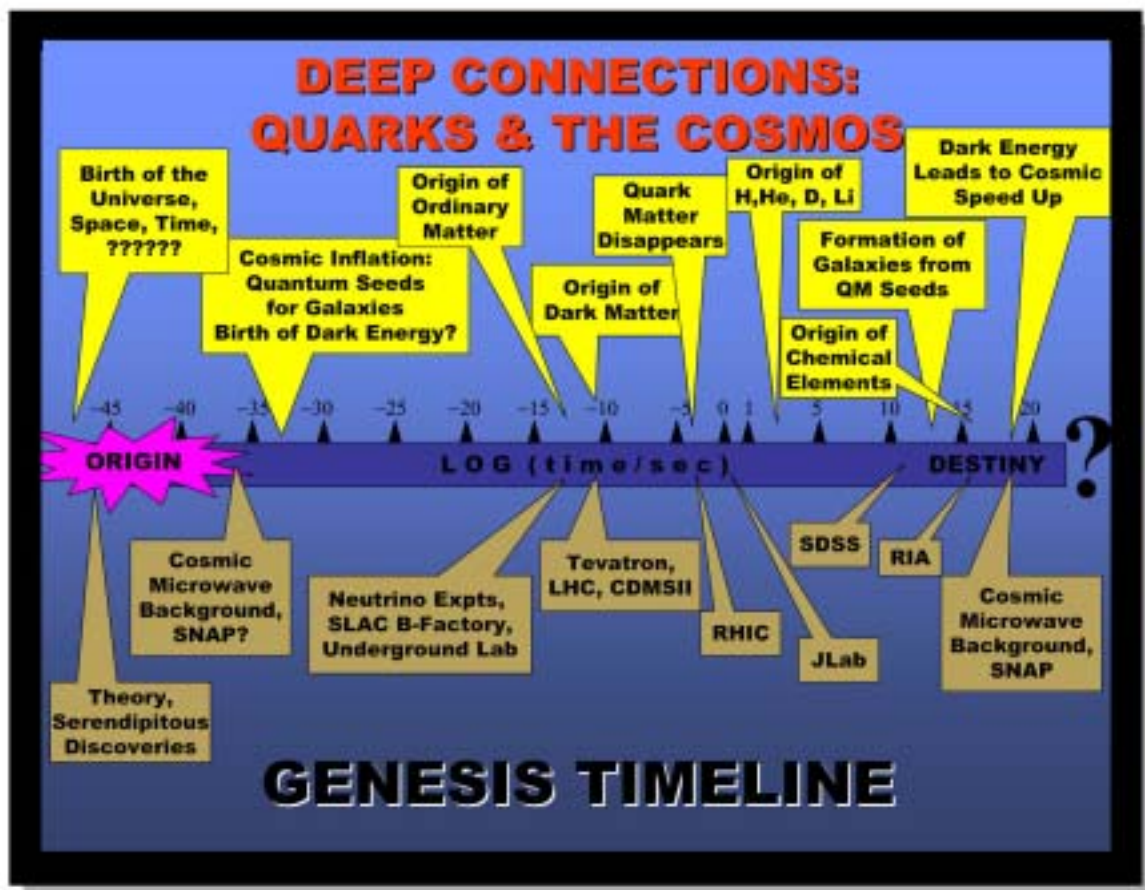 DEEP CONNECTIONS:
QUARKS & THE COSMOS
Birth of the
Universe,
Space, Time,
??????
Cosmic Inflation:
Quantum Seeds
for Galaxies
Birth of Dark Energy?
Origin of
Ordinary
Matter
Origin of
Dark Matter
Quark
Matter
Disappears
Origin of
H,He, D, Li
Formation of
Galaxies from
QM Seeds
Origin of
Chemical
Elements
Dark Energy
Leads to Cosmic
Speed Up
-45 -40 -35 -30 -25 -20 -15 -10 -5 0 1 5 10 15 20
ORIGIN LOG (time/sec) DESTINY ?
Theory,
Serendipitous
Discoveries
Cosmic
Microwave
Background,
SNAP?
Neutrino Expts,
SLAC B-Factory,
Underground Lab
Tevatron,
LHC, CDMSII
RHIC
JLab
SDSS
RIA
Cosmic
Microwave
Background,
SNAP
GENESIS TIMELINE